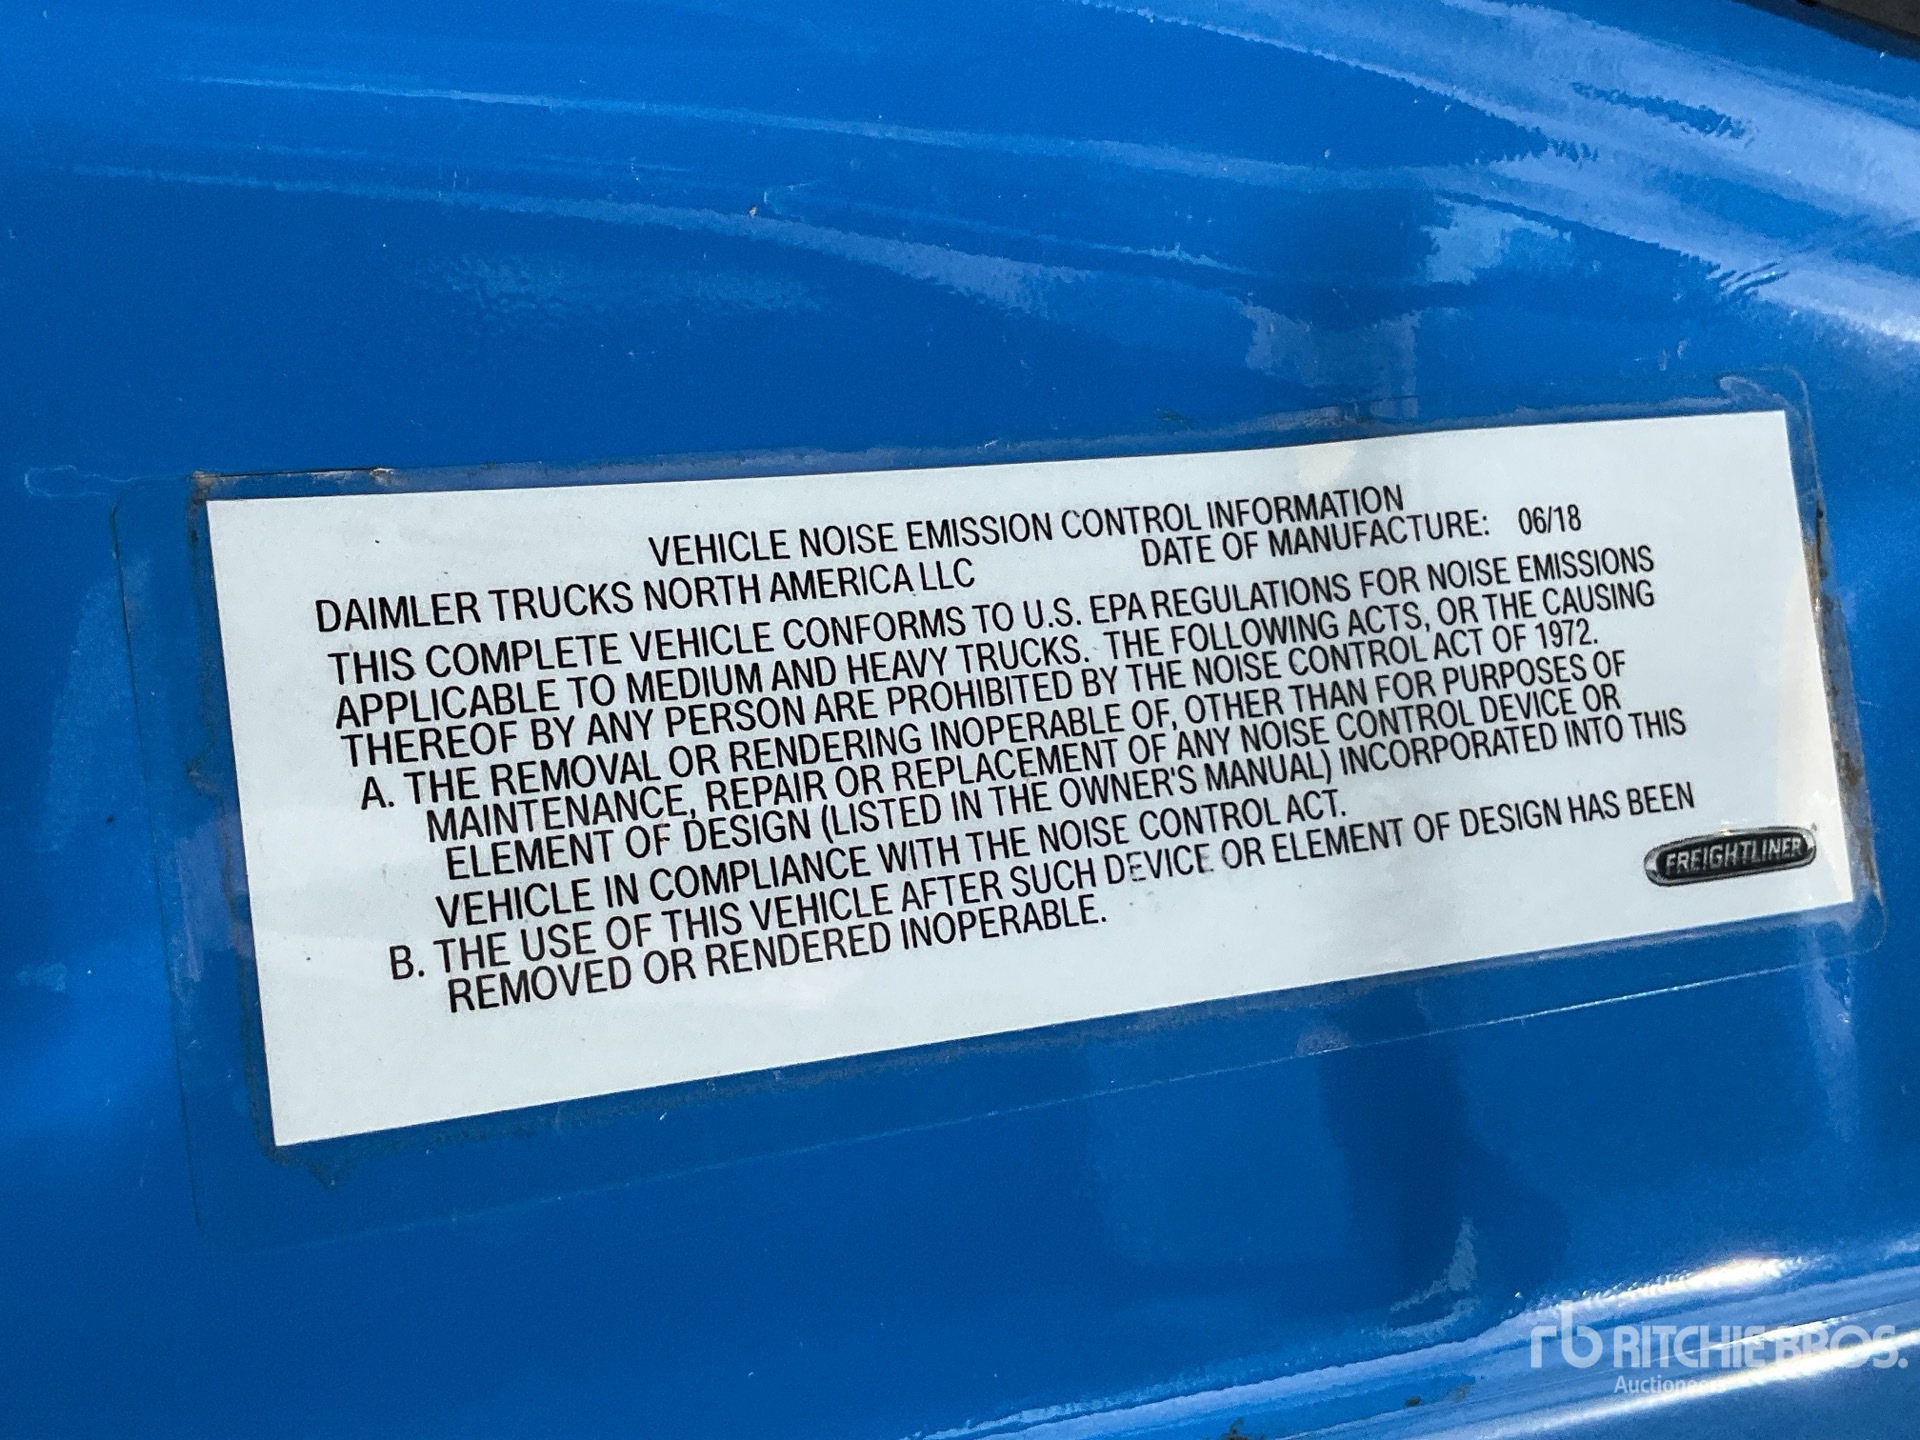 VEHICLE NOISE EMISSION CONTROL INFORMATION
DAIMLER TRUCKS NORTH AMERICA LLC DATE OF MANUFACTURE: 06/18
THIS COMPLETE VEHICLE CONFORMS TO U.S. EPA REGULATIONS FOR NOISE EMISSIONS
APPLICABLE TO MEDIUM AND HEAVY TRUCKS. THE FOLLOWING ACTS, OR THE CAUSING
THEREOF BY ANY PERSON ARE PROHIBITED BY THE NOISE CONTROL ACT OF 1972.
A. THE REMOVAL OR RENDERING INOPERABLE OF, OTHER THAN FOR PURPOSES OF
MAINTENANCE, REPAIR OR REPLACEMENT OF ANY NOISE CONTROL DEVICE OR
ELEMENT OF DESIGN (LISTED IN THE OWNER'S MANUAL) INCORPORATED INTO THIS
VEHICLE IN COMPLIANCE WITH THE NOISE CONTROL ACT.
B. THE USE OF THIS VEHICLE AFTER SUCH DEVICE OR ELEMENT OF DESIGN HAS BEEN
REMOVED OR RENDERED INOPERABLE.
FREIGHTLINER
rb RITCHIE BROS.